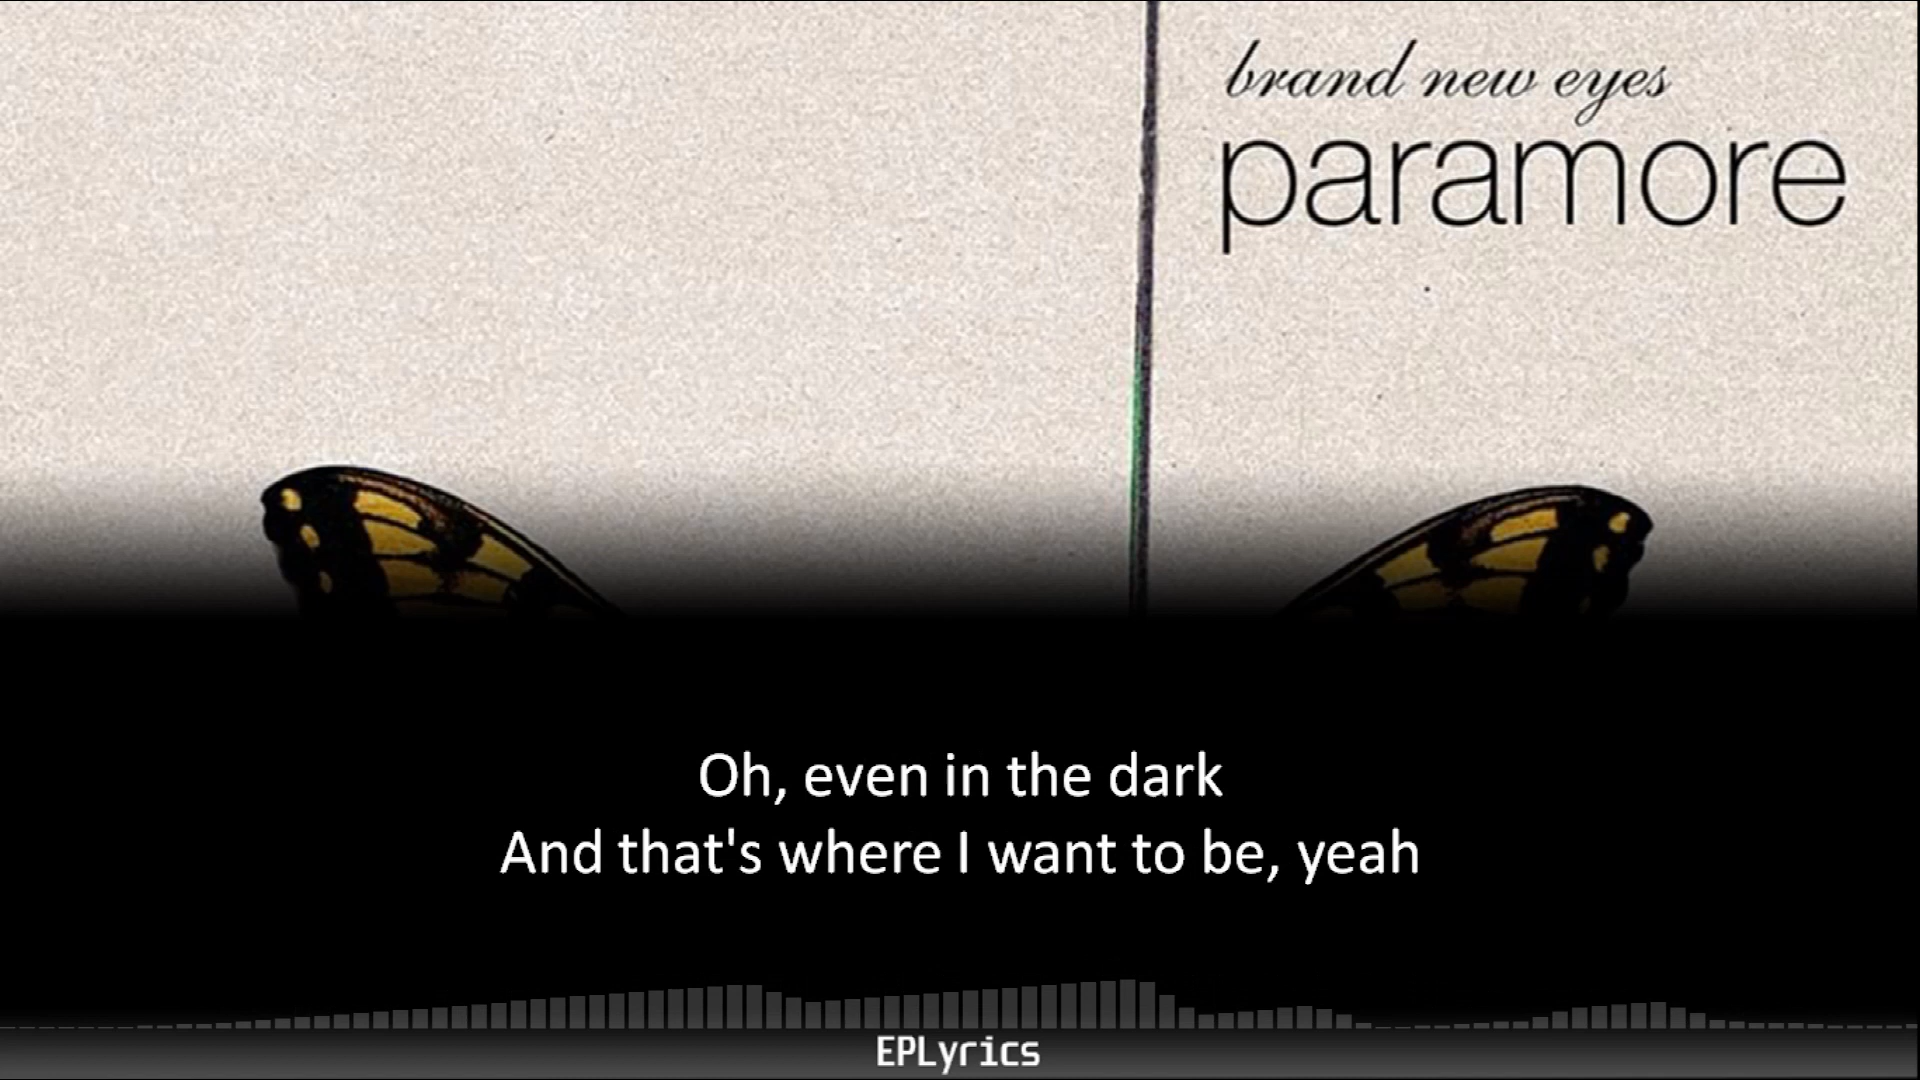 brand new eyes
paramore
Oh, even in the dark
And that's where I want to be, yeah
EPLyrics